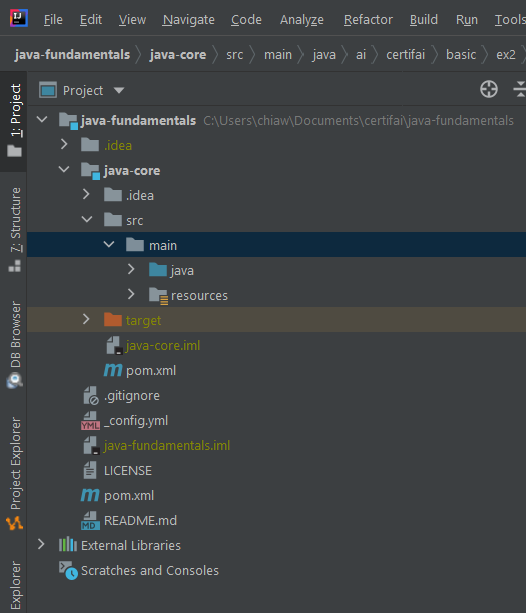 IJ File Edit View Navigate Code Analyze Refactor Build Run Tools
java-fundamentals java-core src main java ai certifai basic ex2
1: Project
Project
java-fundamentals C:\Users\chiaw\Documents\certifai\java-fundamentals
.idea
java-core
.idea
src
main
java
resources
target
java-core.iml
m pom.xml
.gitignore
YML _config.yml
java-fundamentals.iml
LICENSE
m pom.xml
MD README.md
External Libraries
Scratches and Consoles
7: Structure
DB Browser
Project Explorer
Explorer